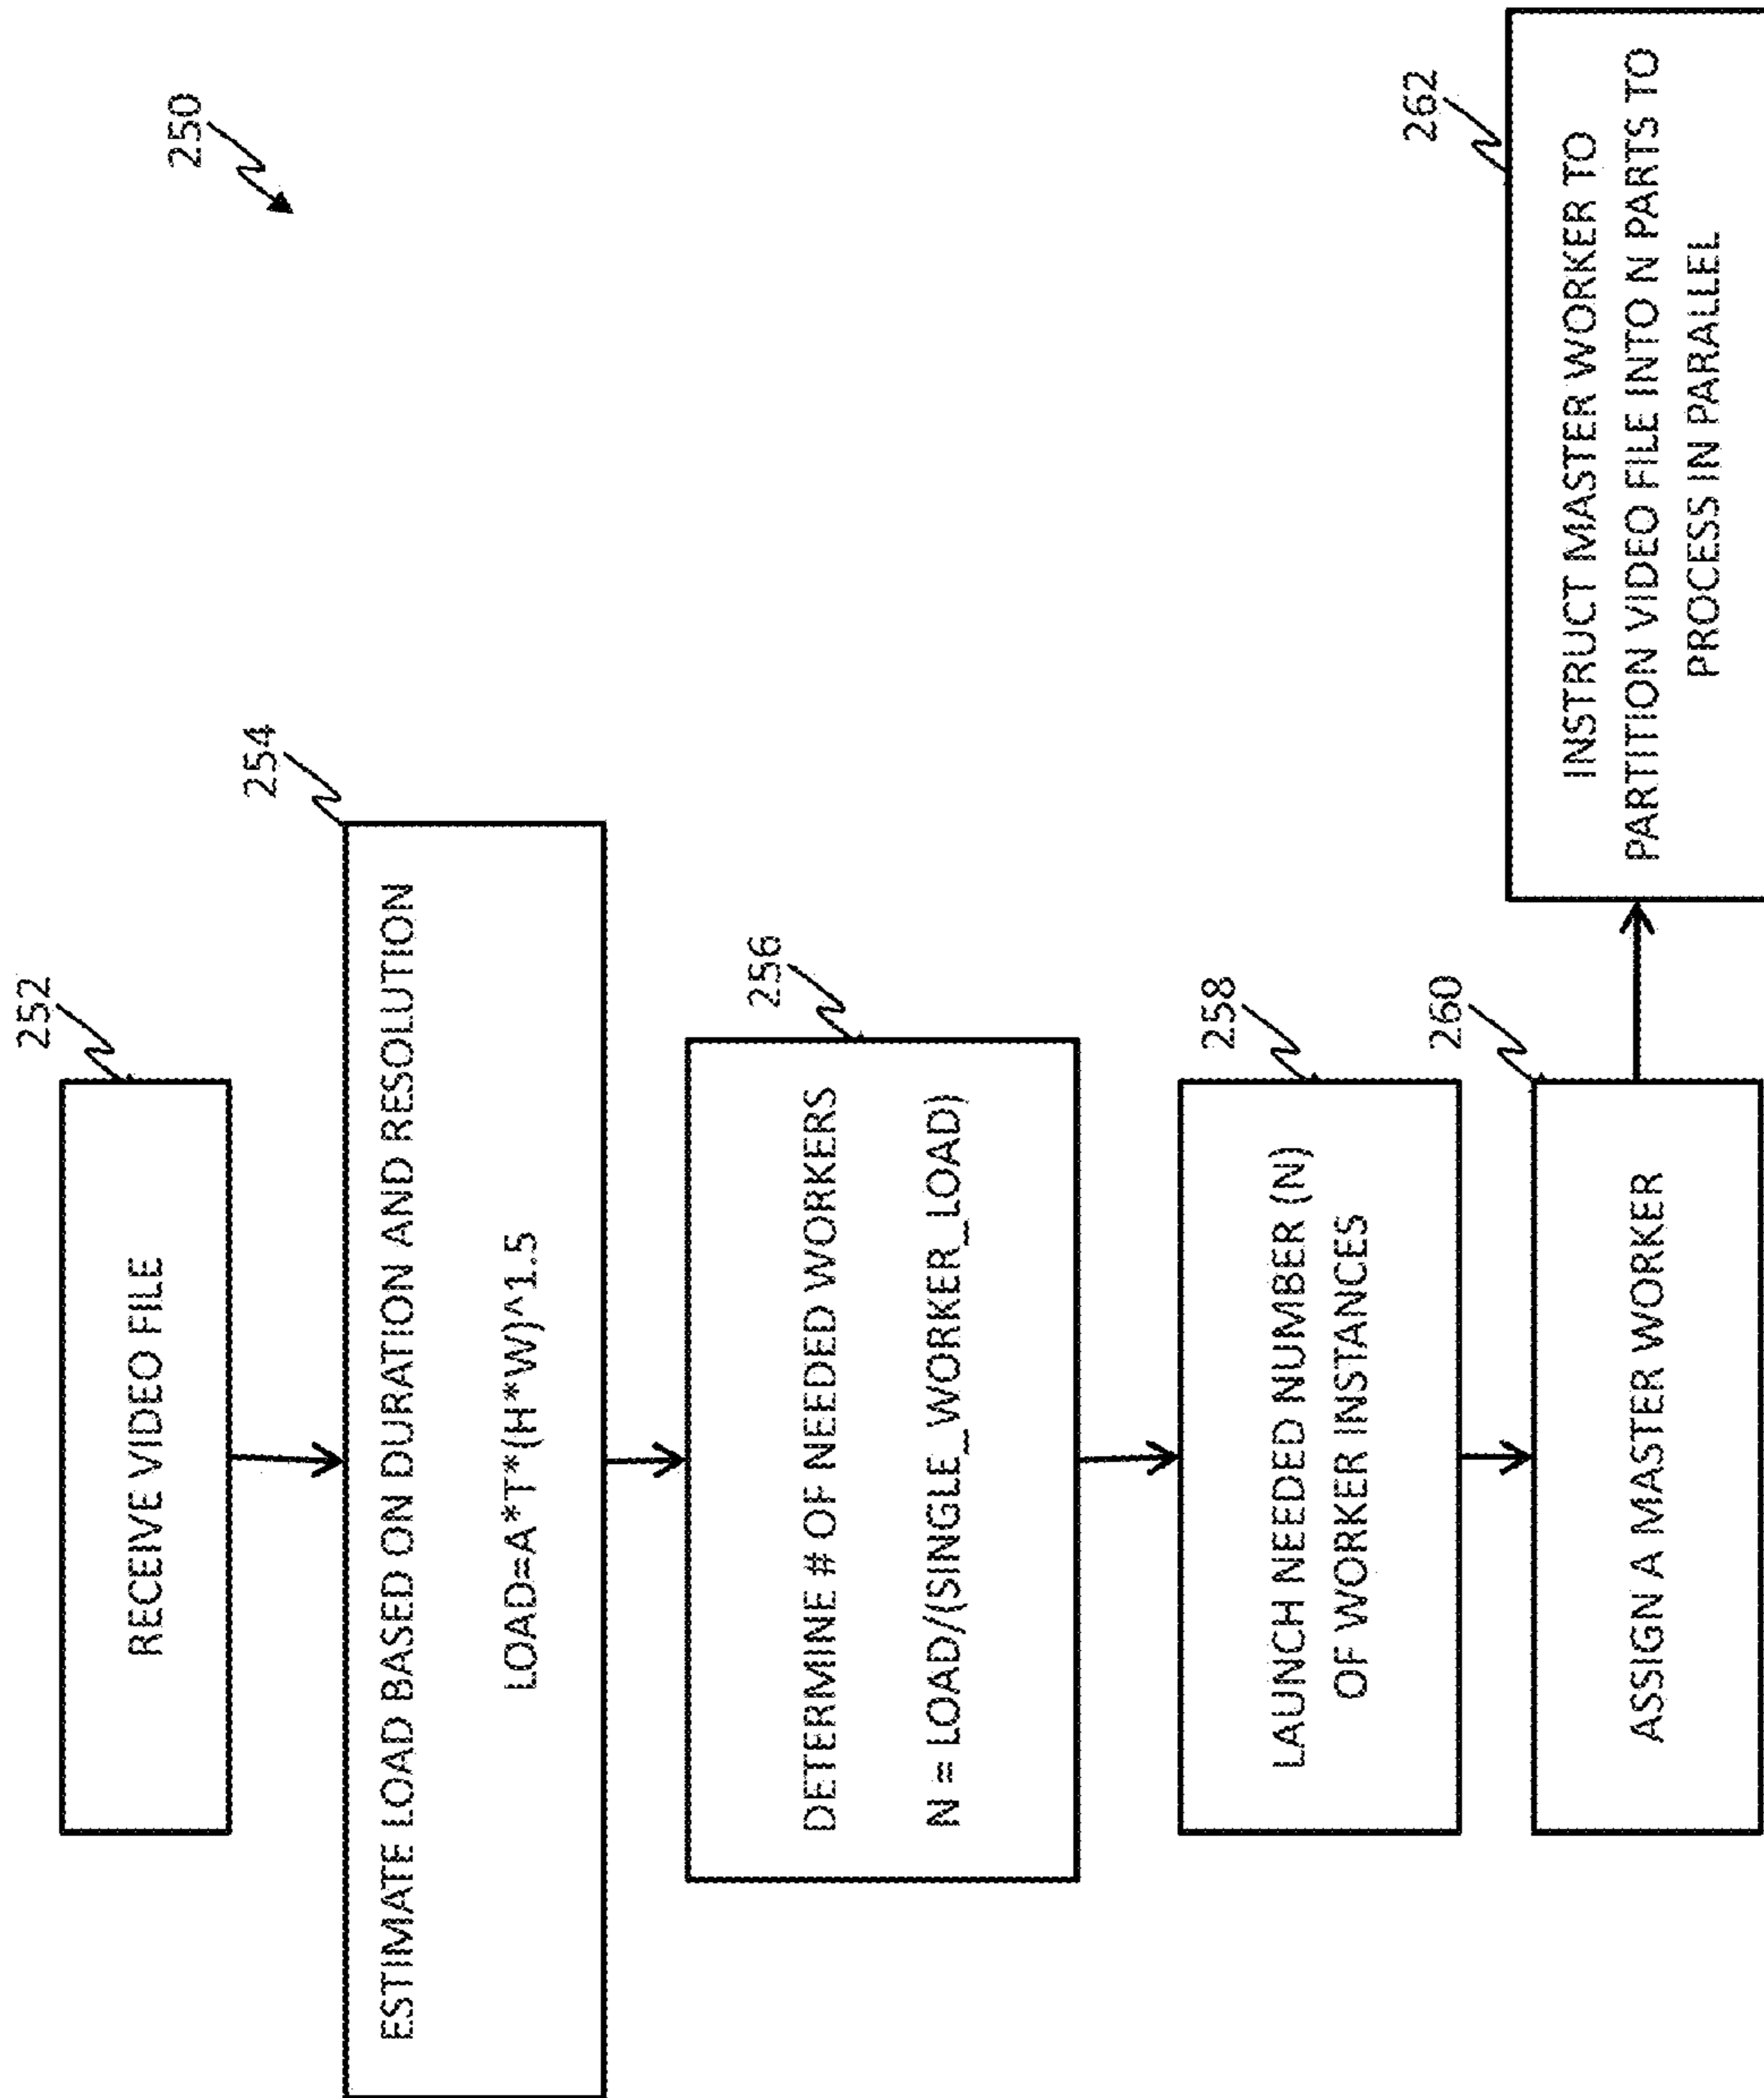 250
252
RECEIVE VIDEO FILE
254
ESTIMATE LOAD BASED ON DURATION AND RESOLUTION
LOAD=A*T*(H*W)^1.5
256
DETERMINE # OF NEEDED WORKERS
N = LOAD/(SINGLE_WORKER_LOAD)
258
LAUNCH NEEDED NUMBER (N)
OF WORKER INSTANCES
260
ASSIGN A MASTER WORKER
262
INSTRUCT MASTER WORKER TO
PARTITION VIDEO FILE INTO N PARTS TO
PROCESS IN PARALLEL